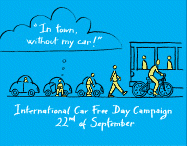 "In town,
without my car!"
International Car Free Day Campaign
22nd of September